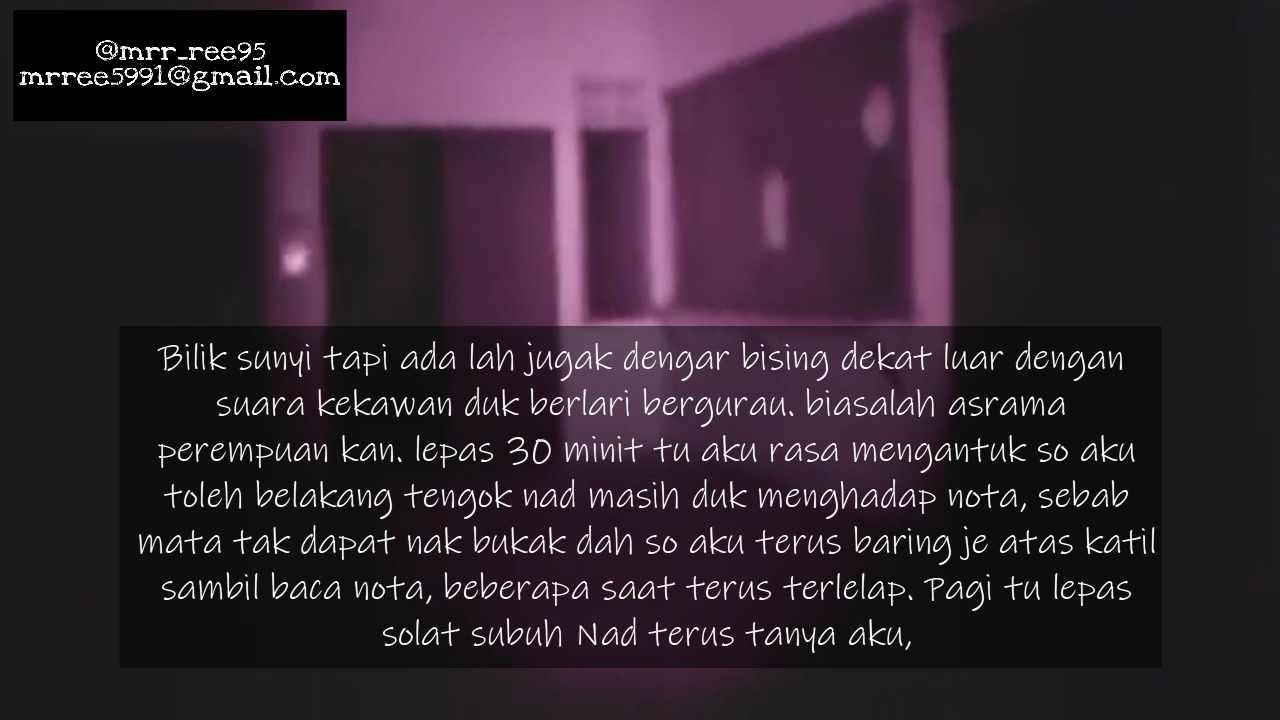 @mrr_ree95
mrree5991@gmail.com
Bilik sunyi tapi ada lah jugak dengar bising dekat luar dengan
suara kekawan duk berlari bergurau. biasalah asrama
perempuan kan. lepas 30 minit tu aku rasa mengantuk so aku
toleh belakang tengok nad masih duk menghadap nota, sebab
mata tak dapat nak bukak dah so aku terus baring je atas katil
sambil baca nota, beberapa saat terus terlelap. Pagi tu lepas
solat subuh Nad terus tanya aku,